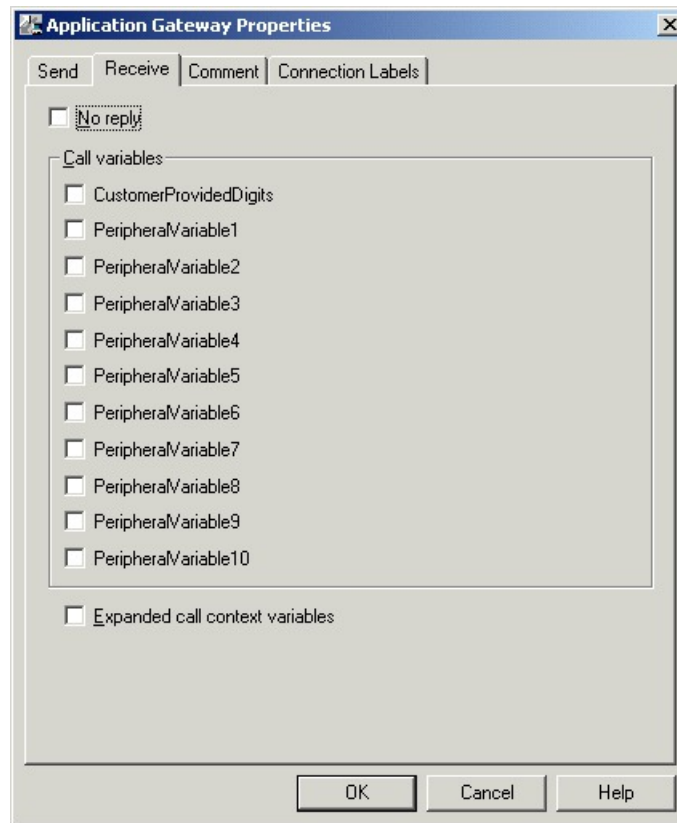 Application Gateway Properties
Send Receive Comment Connection Labels
No reply
Call variables
CustomerProvidedDigits
PeripheralVariable1
PeripheralVariable2
PeripheralVariable3
PeripheralVariable4
PeripheralVariable5
PeripheralVariable6
PeripheralVariable7
PeripheralVariable8
PeripheralVariable9
PeripheralVariable10
Expanded call context variables
OK Cancel Help